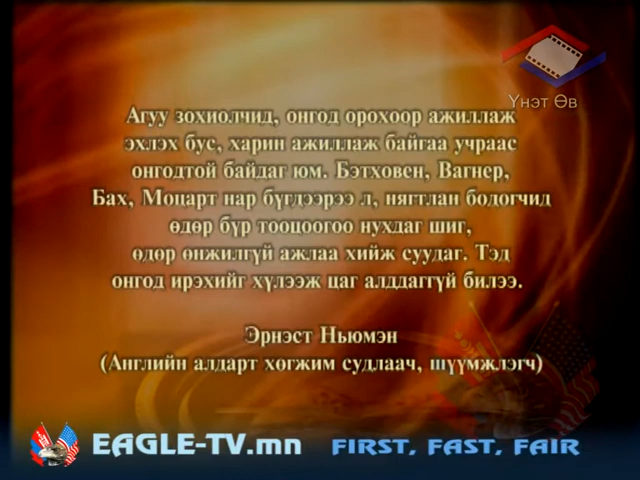 Үнэт Өв
Агуу зохиолчид, онгод орохоор ажиллаж
эхлэх бус, харин ажиллаж байгаа учраас
онгодтой байдаг юм. Бэтховен, Вагнер,
Бах, Моцарт нар бүгдээрээ л, нягтлан бодогчид
өдөр бүр тооцоогоо нухдаг шиг,
өдөр өнжилгүй ажлаа хийж суудаг. Тэд
онгод ирэхийг хүлээж цаг алддаггүй билээ.
Эрнэст Ньюмэн
(Английн алдарт хөгжим судлаач, шүүмжлэгч)
EAGLE-TV.mn FIRST, FAST, FAIR